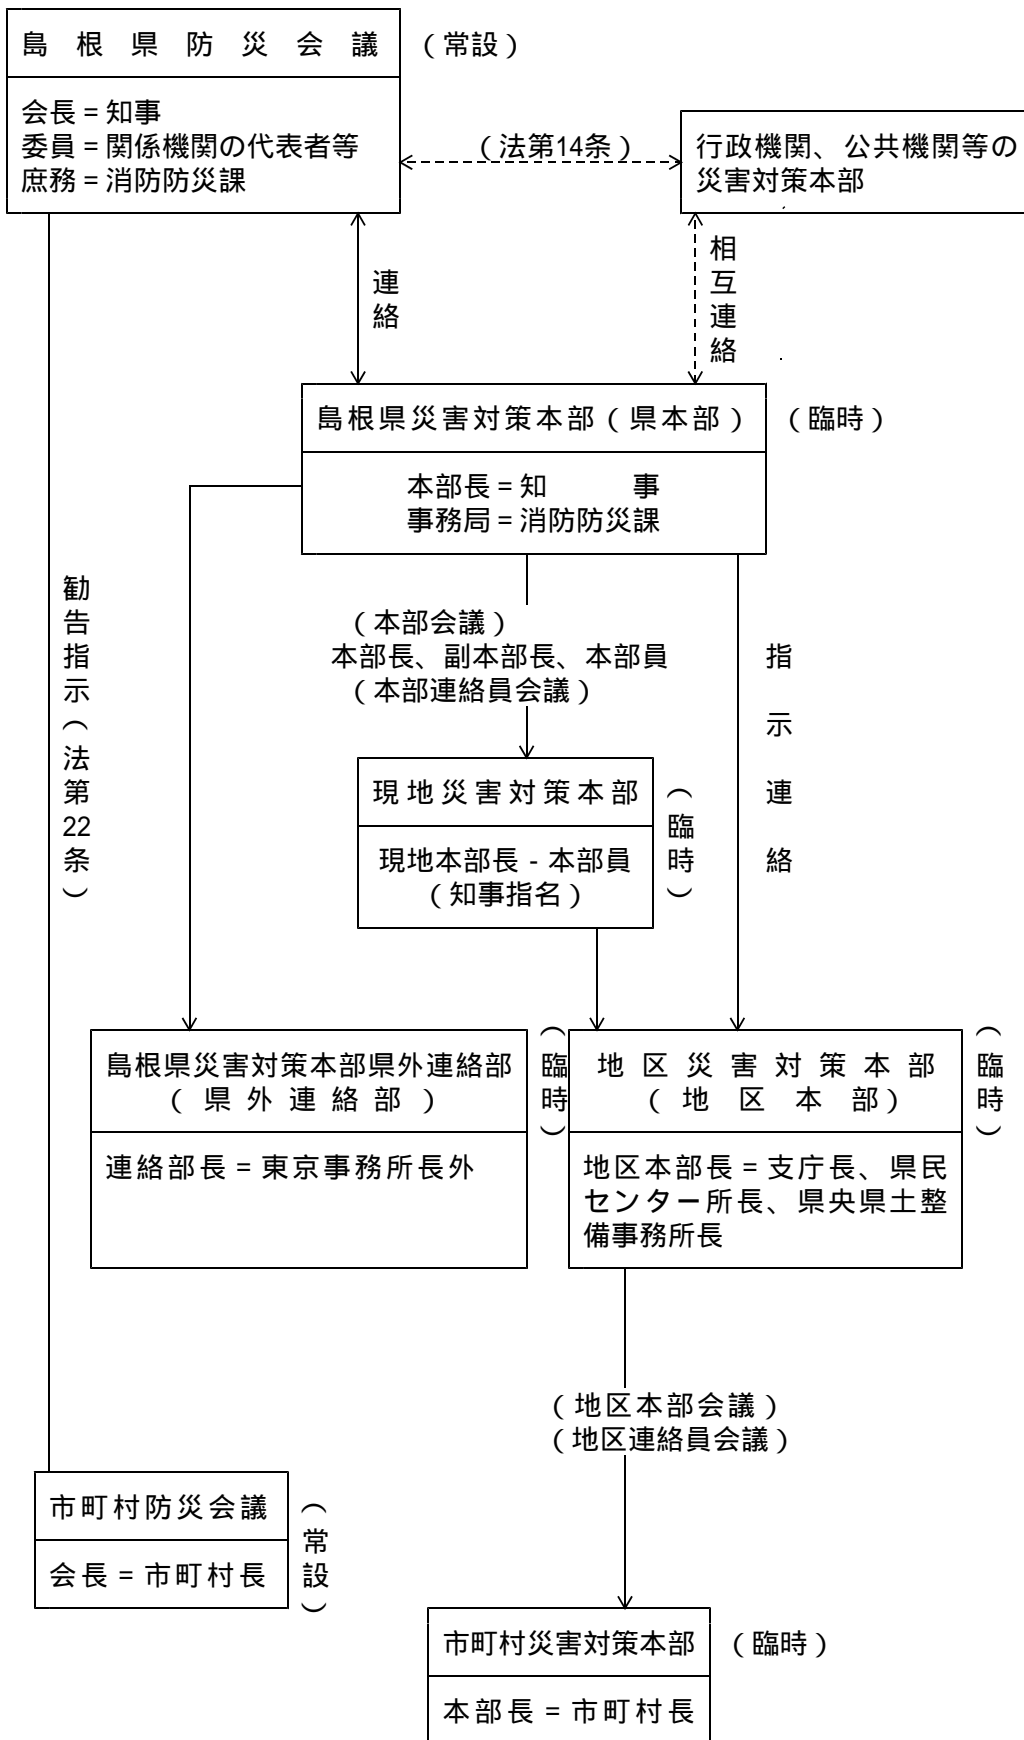 島根県防災会議
（常設）
会長＝知事
委員＝関係機関の代表者等
庶務＝消防防災課
（法第14条）
行政機関、公共機関等の
災害対策本部
連絡
相互連絡
島根県災害対策本部（県本部）
（臨時）
本部長＝知　　　事
事務局＝消防防災課
勧告指示（法第22条）
（本部会議）
本部長、副本部長、本部員
（本部連絡員会議）
指示連絡
現地災害対策本部
（臨時）
現地本部長-本部員
（知事指名）
島根県災害対策本部県外連絡部
（県外連絡部）
（臨時）
連絡部長＝東京事務所長外
地区災害対策本部
（地区本部）
（臨時）
地区本部長＝支庁長、県民
センター所長、県央県土整
備事務所長
（地区本部会議）
（地区連絡員会議）
市町村防災会議
（常設）
会長＝市町村長
市町村災害対策本部
（臨時）
本部長＝市町村長